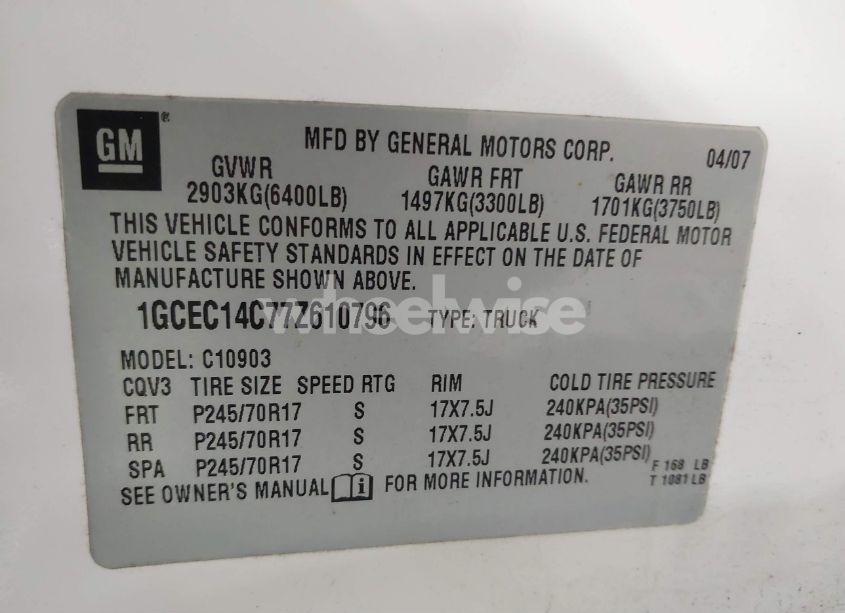 GM®
MFD BY GENERAL MOTORS CORP. 04/07
GVWR GAWR FRT GAWR RR
2903KG(6400LB) 1497KG(3300LB) 1701KG(3750LB)
THIS VEHICLE CONFORMS TO ALL APPLICABLE U.S. FEDERAL MOTOR
VEHICLE SAFETY STANDARDS IN EFFECT ON THE DATE OF
MANUFACTURE SHOWN ABOVE.
1GCEC14C77Z610796 TYPE: TRUCK
wheelwise
MODEL: C10903
CQV3 TIRE SIZE SPEED RTG RIM COLD TIRE PRESSURE
FRT P245/70R17 S 17X7.5J 240KPA(35PSI)
RR P245/70R17 S 17X7.5J 240KPA(35PSI)
SPA P245/70R17 S 17X7.5J 240KPA(35PSI)
F 168 LB
T 1081 LB
SEE OWNER'S MANUAL i FOR MORE INFORMATION.